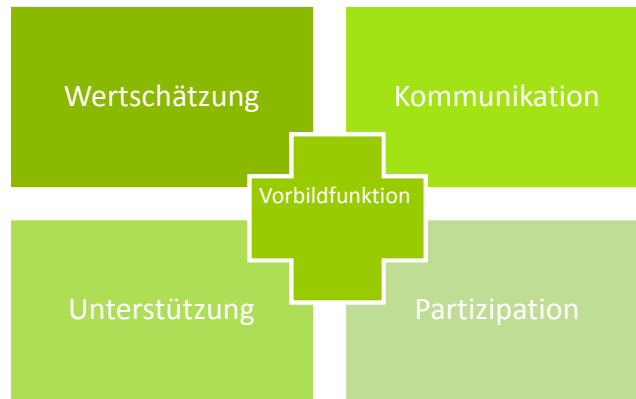 Wertschätzung
Kommunikation
Vorbildfunktion
Unterstützung
Partizipation